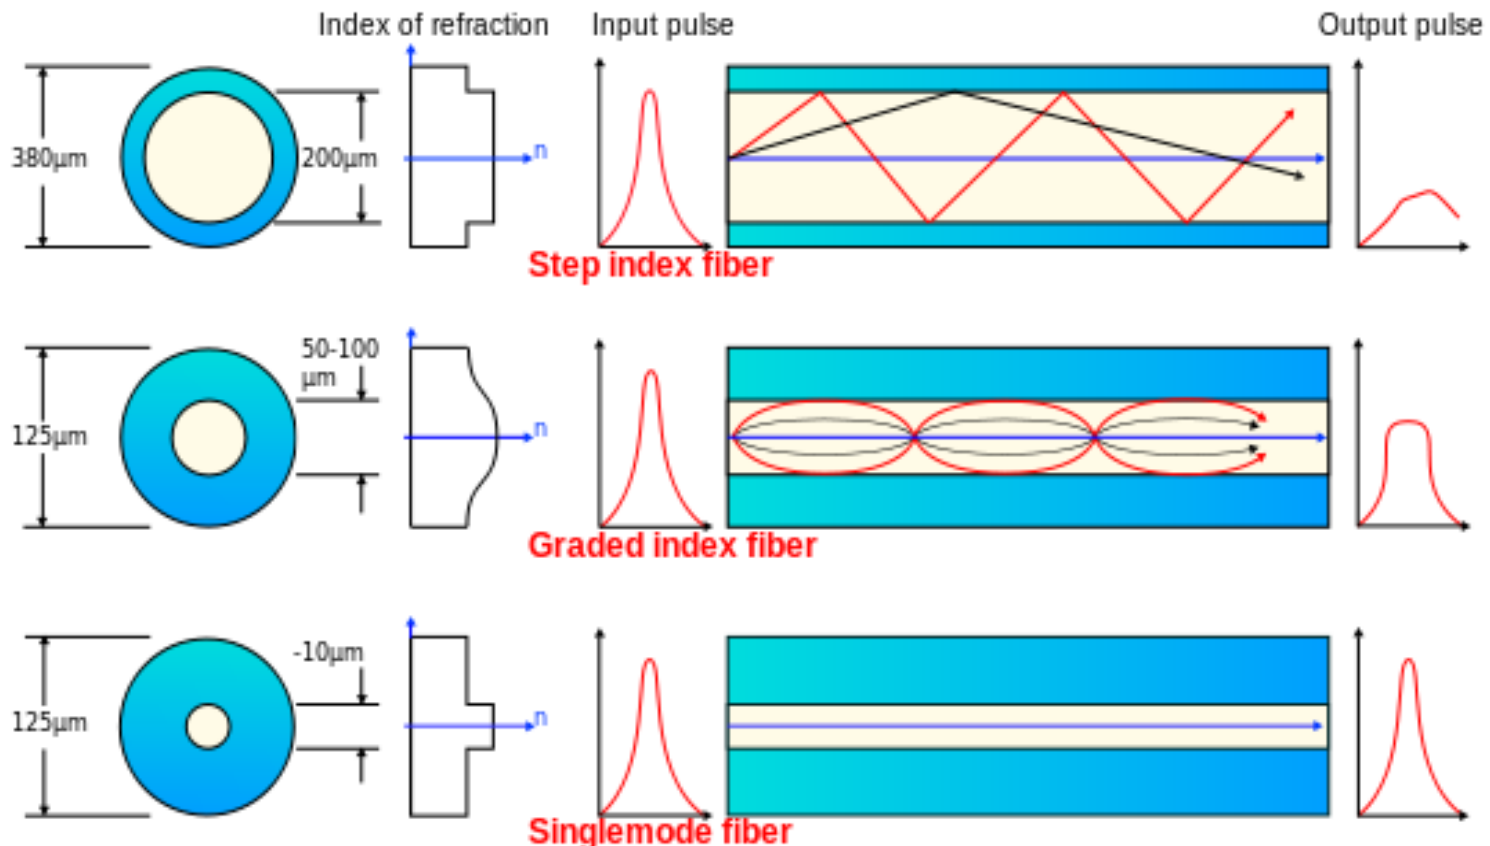 Index of refraction
Input pulse
Output pulse
380µm
200µm
n
Step index fiber
50-100
µm
125µm
n
Graded index fiber
-10µm
125µm
n
Singlemode fiber